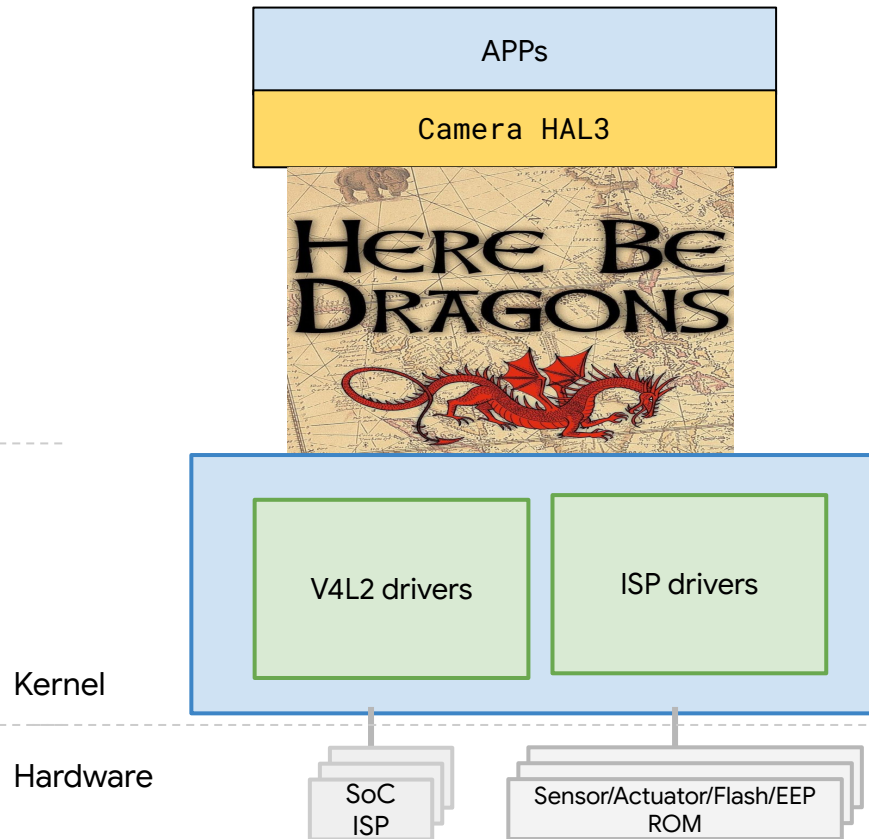 APPs
Camera HAL3
HERE BE
DRAGONS
V4L2 drivers
ISP drivers
Kernel
Hardware
SoC
ISP
Sensor/Actuator/Flash/EEP
ROM